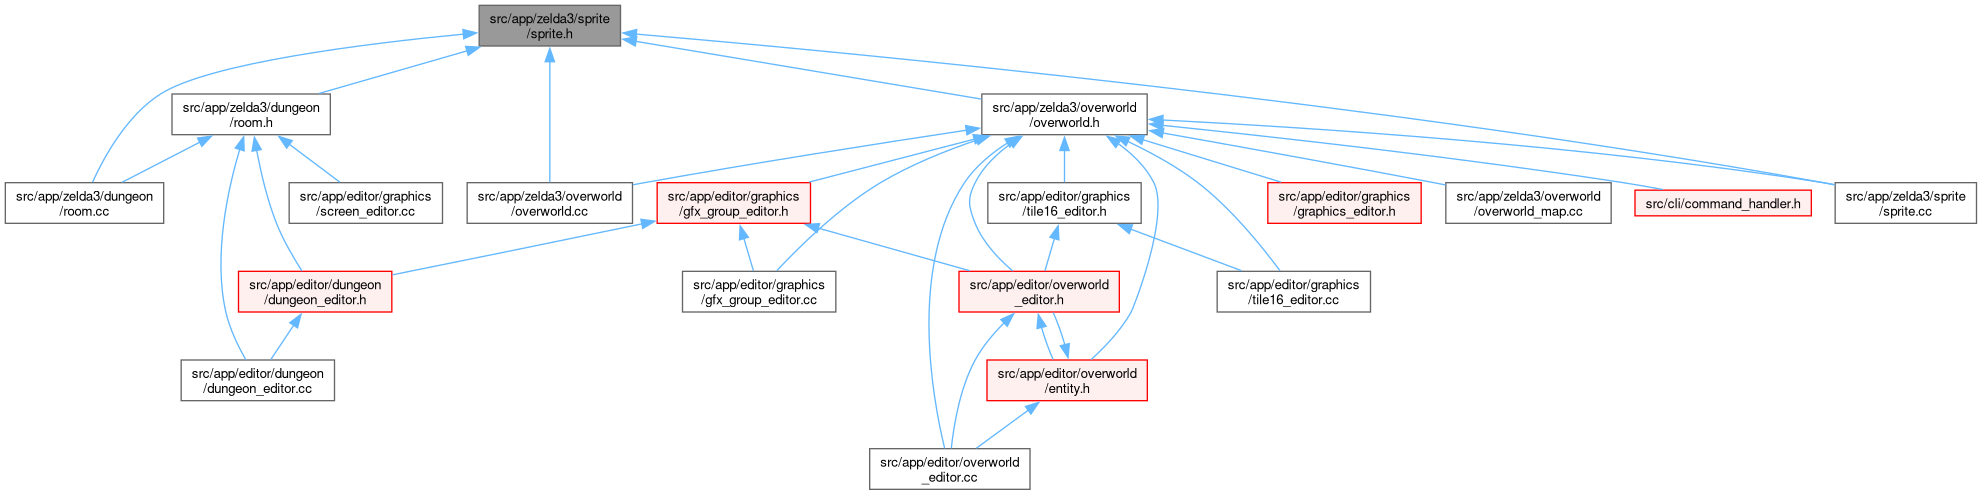 src/app/zelda3/sprite
/sprite.h
src/app/zelda3/dungeon
/room.h
src/app/zelda3/overworld
/overworld.h
src/app/zelda3/dungeon
/room.cc
src/app/editor/graphics
/screen_editor.cc
src/app/zelda3/overworld
/overworld.cc
src/app/editor/graphics
/gfx_group_editor.h
src/app/editor/graphics
/tile16_editor.h
src/app/editor/graphics
/graphics_editor.h
src/app/zelda3/overworld
/overworld_map.cc
src/cli/command_handler.h
src/app/zelda3/sprite
/sprite.cc
src/app/editor/dungeon
/dungeon_editor.h
src/app/editor/graphics
/gfx_group_editor.cc
src/app/editor/overworld
_editor.h
src/app/editor/graphics
/tile16_editor.cc
src/app/editor/dungeon
/dungeon_editor.cc
src/app/editor/overworld
/entity.h
src/app/editor/overworld
_editor.cc